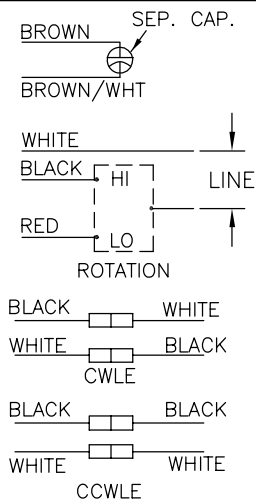 SEP. CAP.
BROWN
BROWN/WHT
WHITE
BLACK HI
LINE
RED LO
ROTATION
BLACK WHITE
WHITE BLACK
CWLE
BLACK BLACK
WHITE WHITE
CCWLE